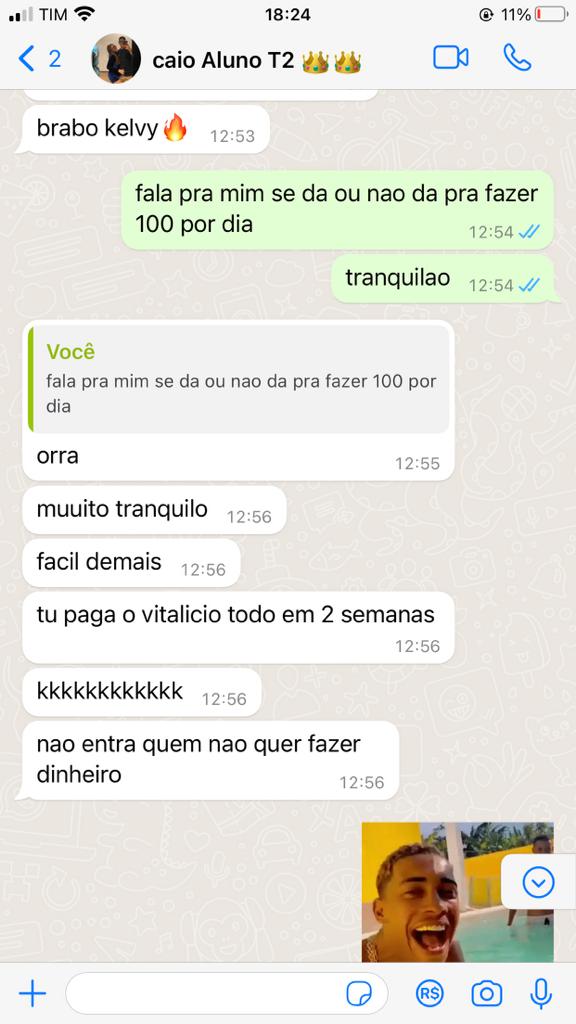 TIM 18:24 11%
2 caio Aluno T2 👑👑
brabo kelvy🔥 12:53
fala pra mim se da ou nao da pra fazer
100 por dia 12:54
tranquilao 12:54
Você
fala pra mim se da ou nao da pra fazer 100 por
dia
orra 12:55
muuito tranquilo 12:56
facil demais 12:56
tu paga o vitalicio todo em 2 semanas
12:56
kkkkkkkkkkkk 12:56
nao entra quem nao quer fazer
dinheiro 12:56
R$